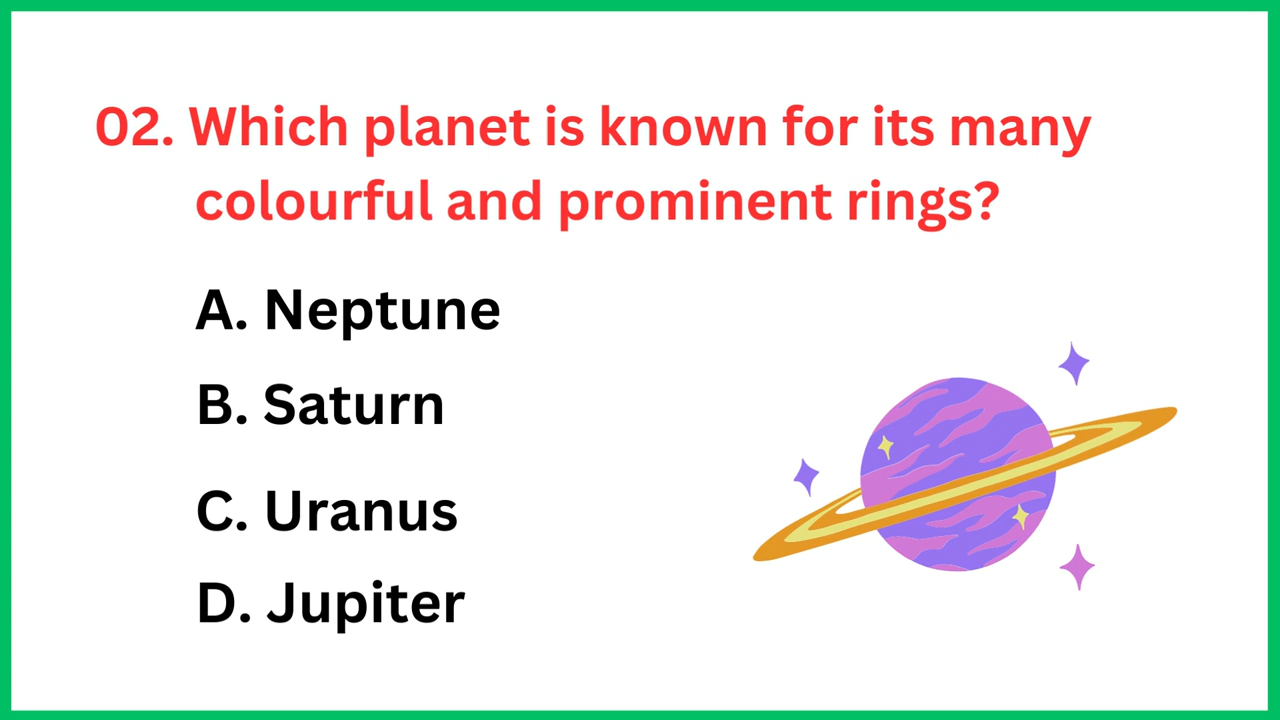 02. Which planet is known for its many
colourful and prominent rings?
A. Neptune
B. Saturn
C. Uranus
D. Jupiter